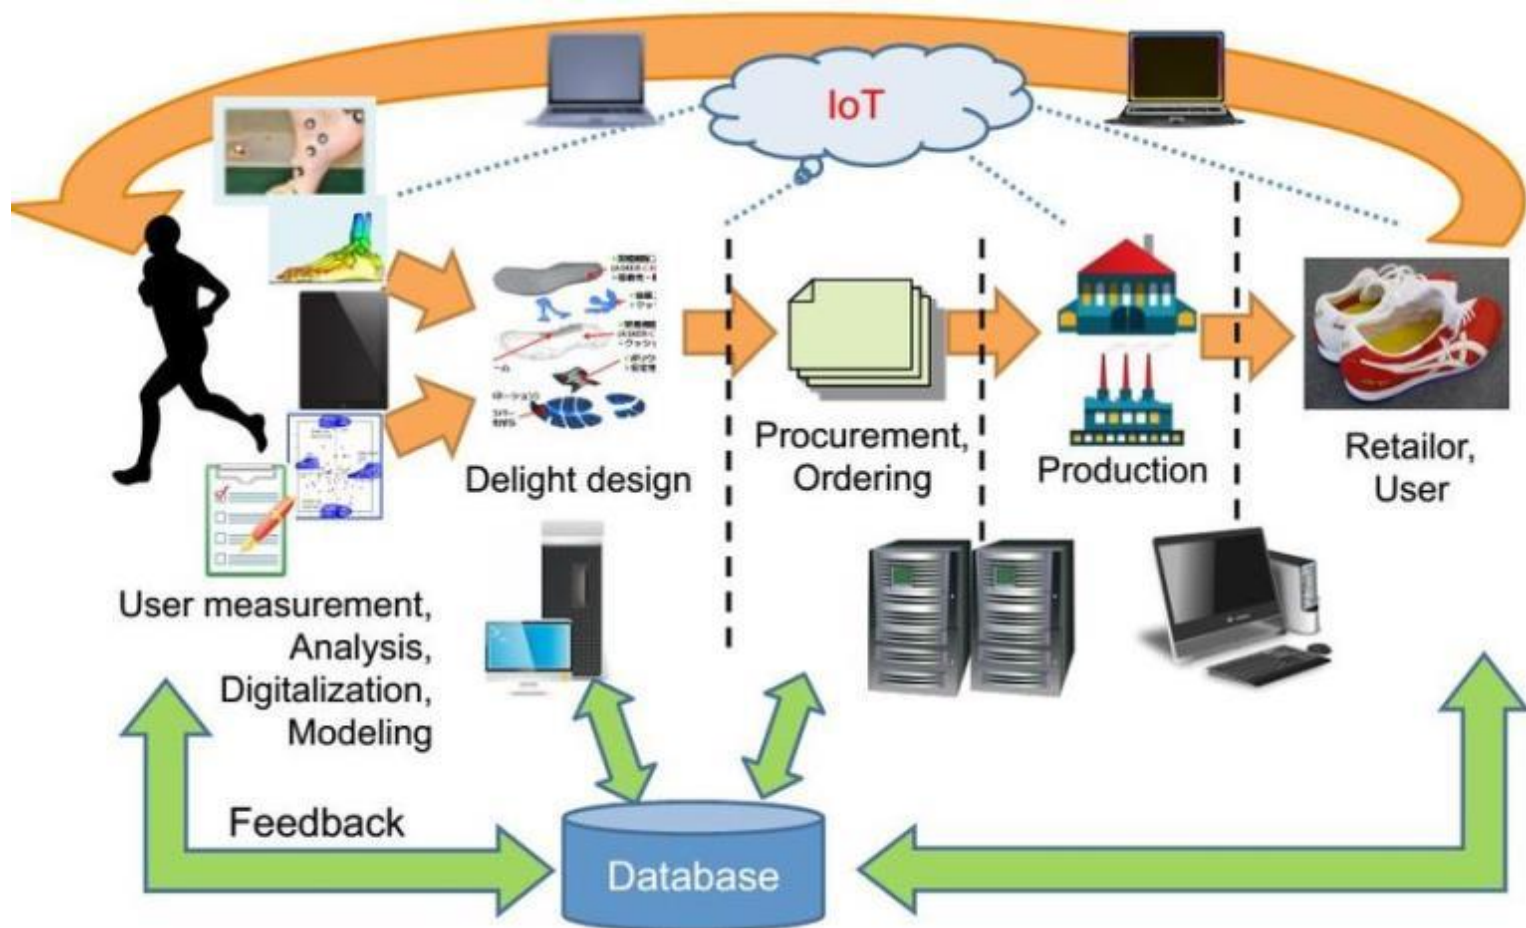 IoT
Delight design
Procurement,
Ordering
Production
Retailor,
User
User measurement,
Analysis,
Digitalization,
Modeling
Feedback
Database